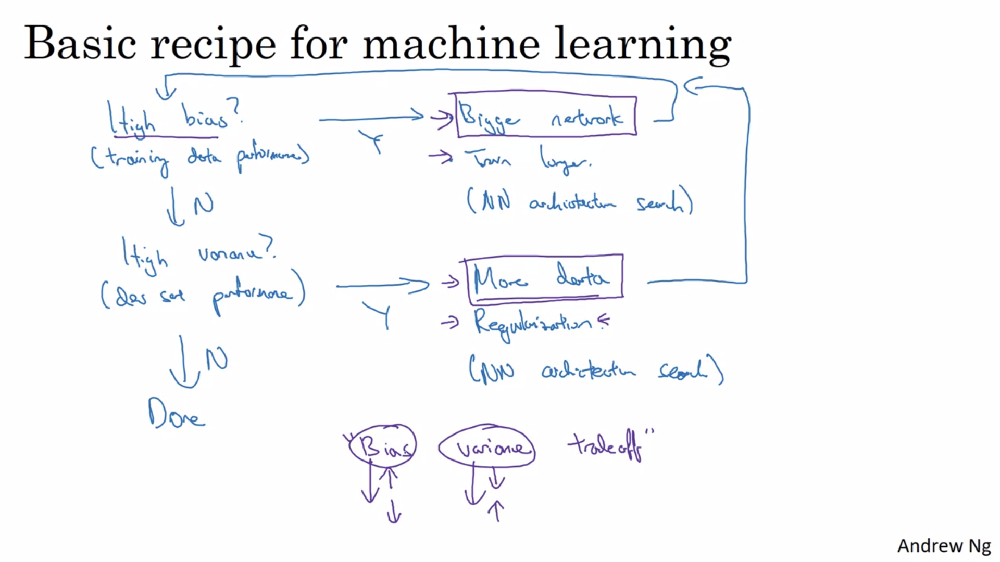 Basic recipe for machine learning
High bias? Y Bigger network
(training data performance) Train longer.
N (NN architecture search)
High variance? Y More data
(dev set performance) Regularization.
N (NN architecture search)
Done
"Bias variance tradeoff"
Andrew Ng